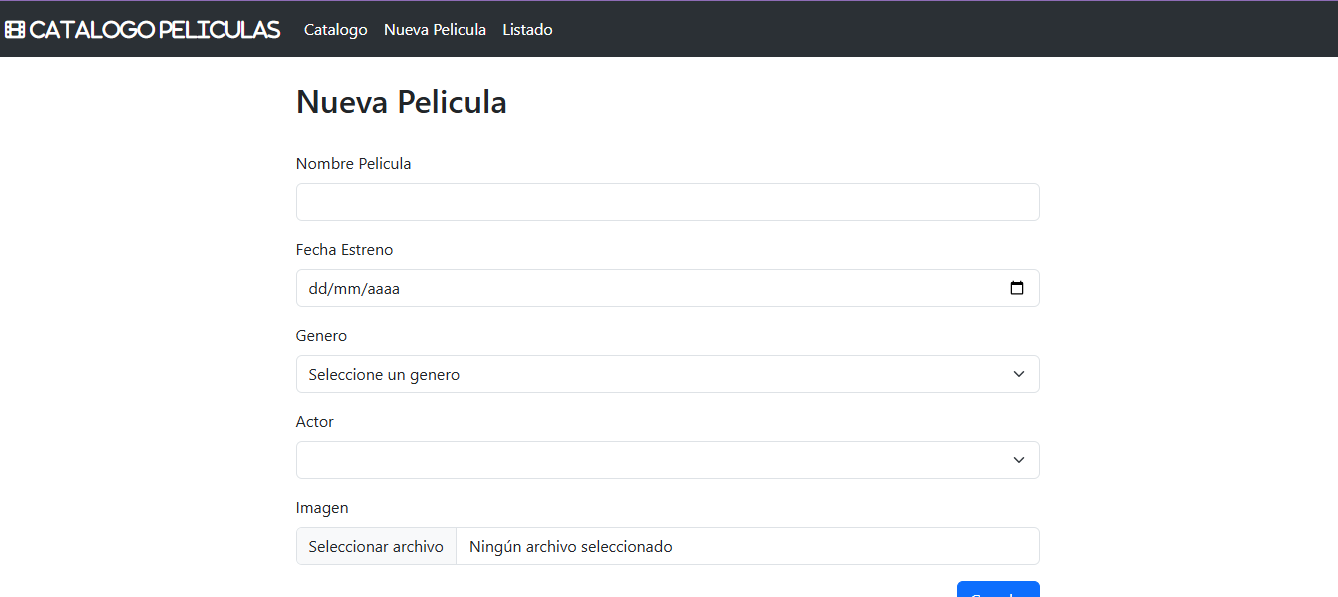 CATALOGO PELICULAS Catalogo Nueva Pelicula Listado
Nueva Pelicula
Nombre Pelicula
Fecha Estreno
dd/mm/aaaa
Genero
Seleccione un genero
Actor
Imagen
Seleccionar archivo Ningún archivo seleccionado